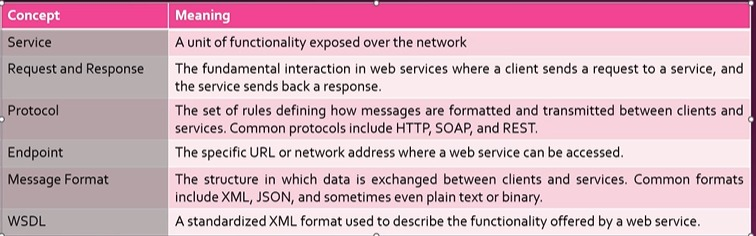 Concept Meaning
Service A unit of functionality exposed over the network
Request and Response The fundamental interaction in web services where a client sends a request to a service, and
the service sends back a response.
Protocol The set of rules defining how messages are formatted and transmitted between clients and
services. Common protocols include HTTP, SOAP, and REST.
Endpoint The specific URL or network address where a web service can be accessed.
Message Format The structure in which data is exchanged between clients and services. Common formats
include XML, JSON, and sometimes even plain text or binary.
WSDL A standardized XML format used to describe the functionality offered by a web service.